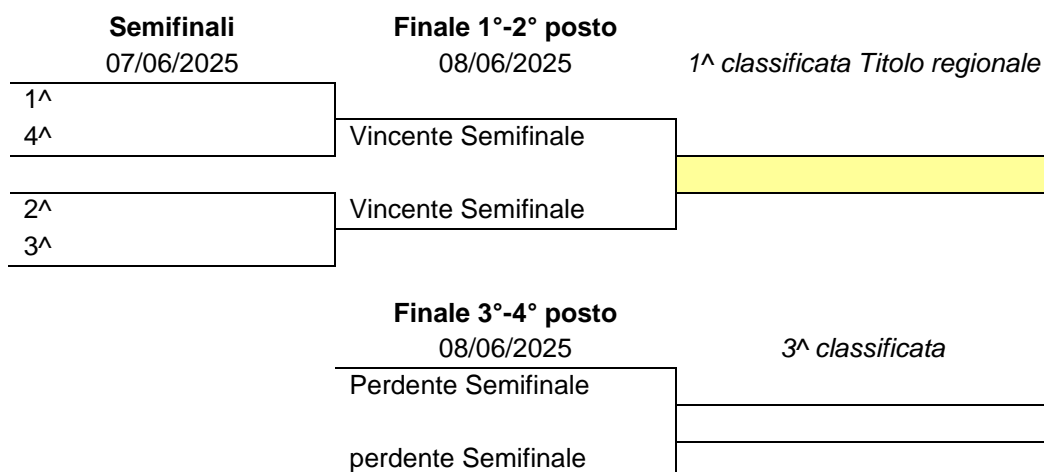 Semifinali Finale 1°-2° posto
07/06/2025 08/06/2025 1^ classificata Titolo regionale
1^
4^ Vincente Semifinale
2^ Vincente Semifinale
3^
Finale 3°-4° posto
08/06/2025 3^ classificata
Perdente Semifinale
perdente Semifinale